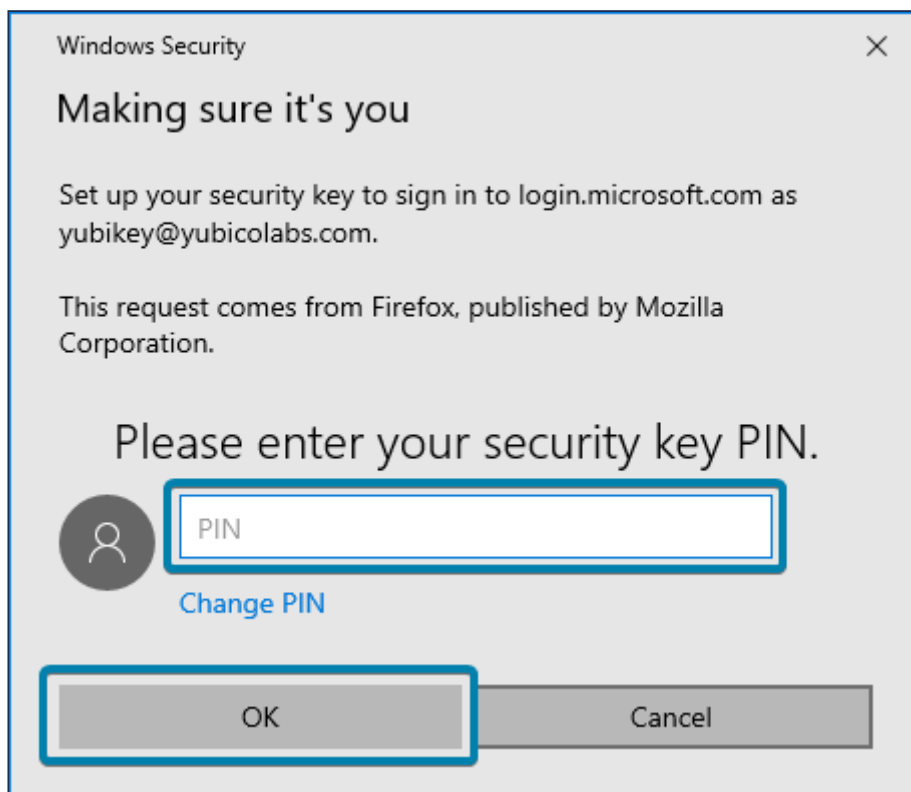 Windows Security
Making sure it's you
Set up your security key to sign in to login.microsoft.com as
yubikey@yubicolabs.com.
This request comes from Firefox, published by Mozilla
Corporation.
Please enter your security key PIN.
PIN
Change PIN
OK
Cancel